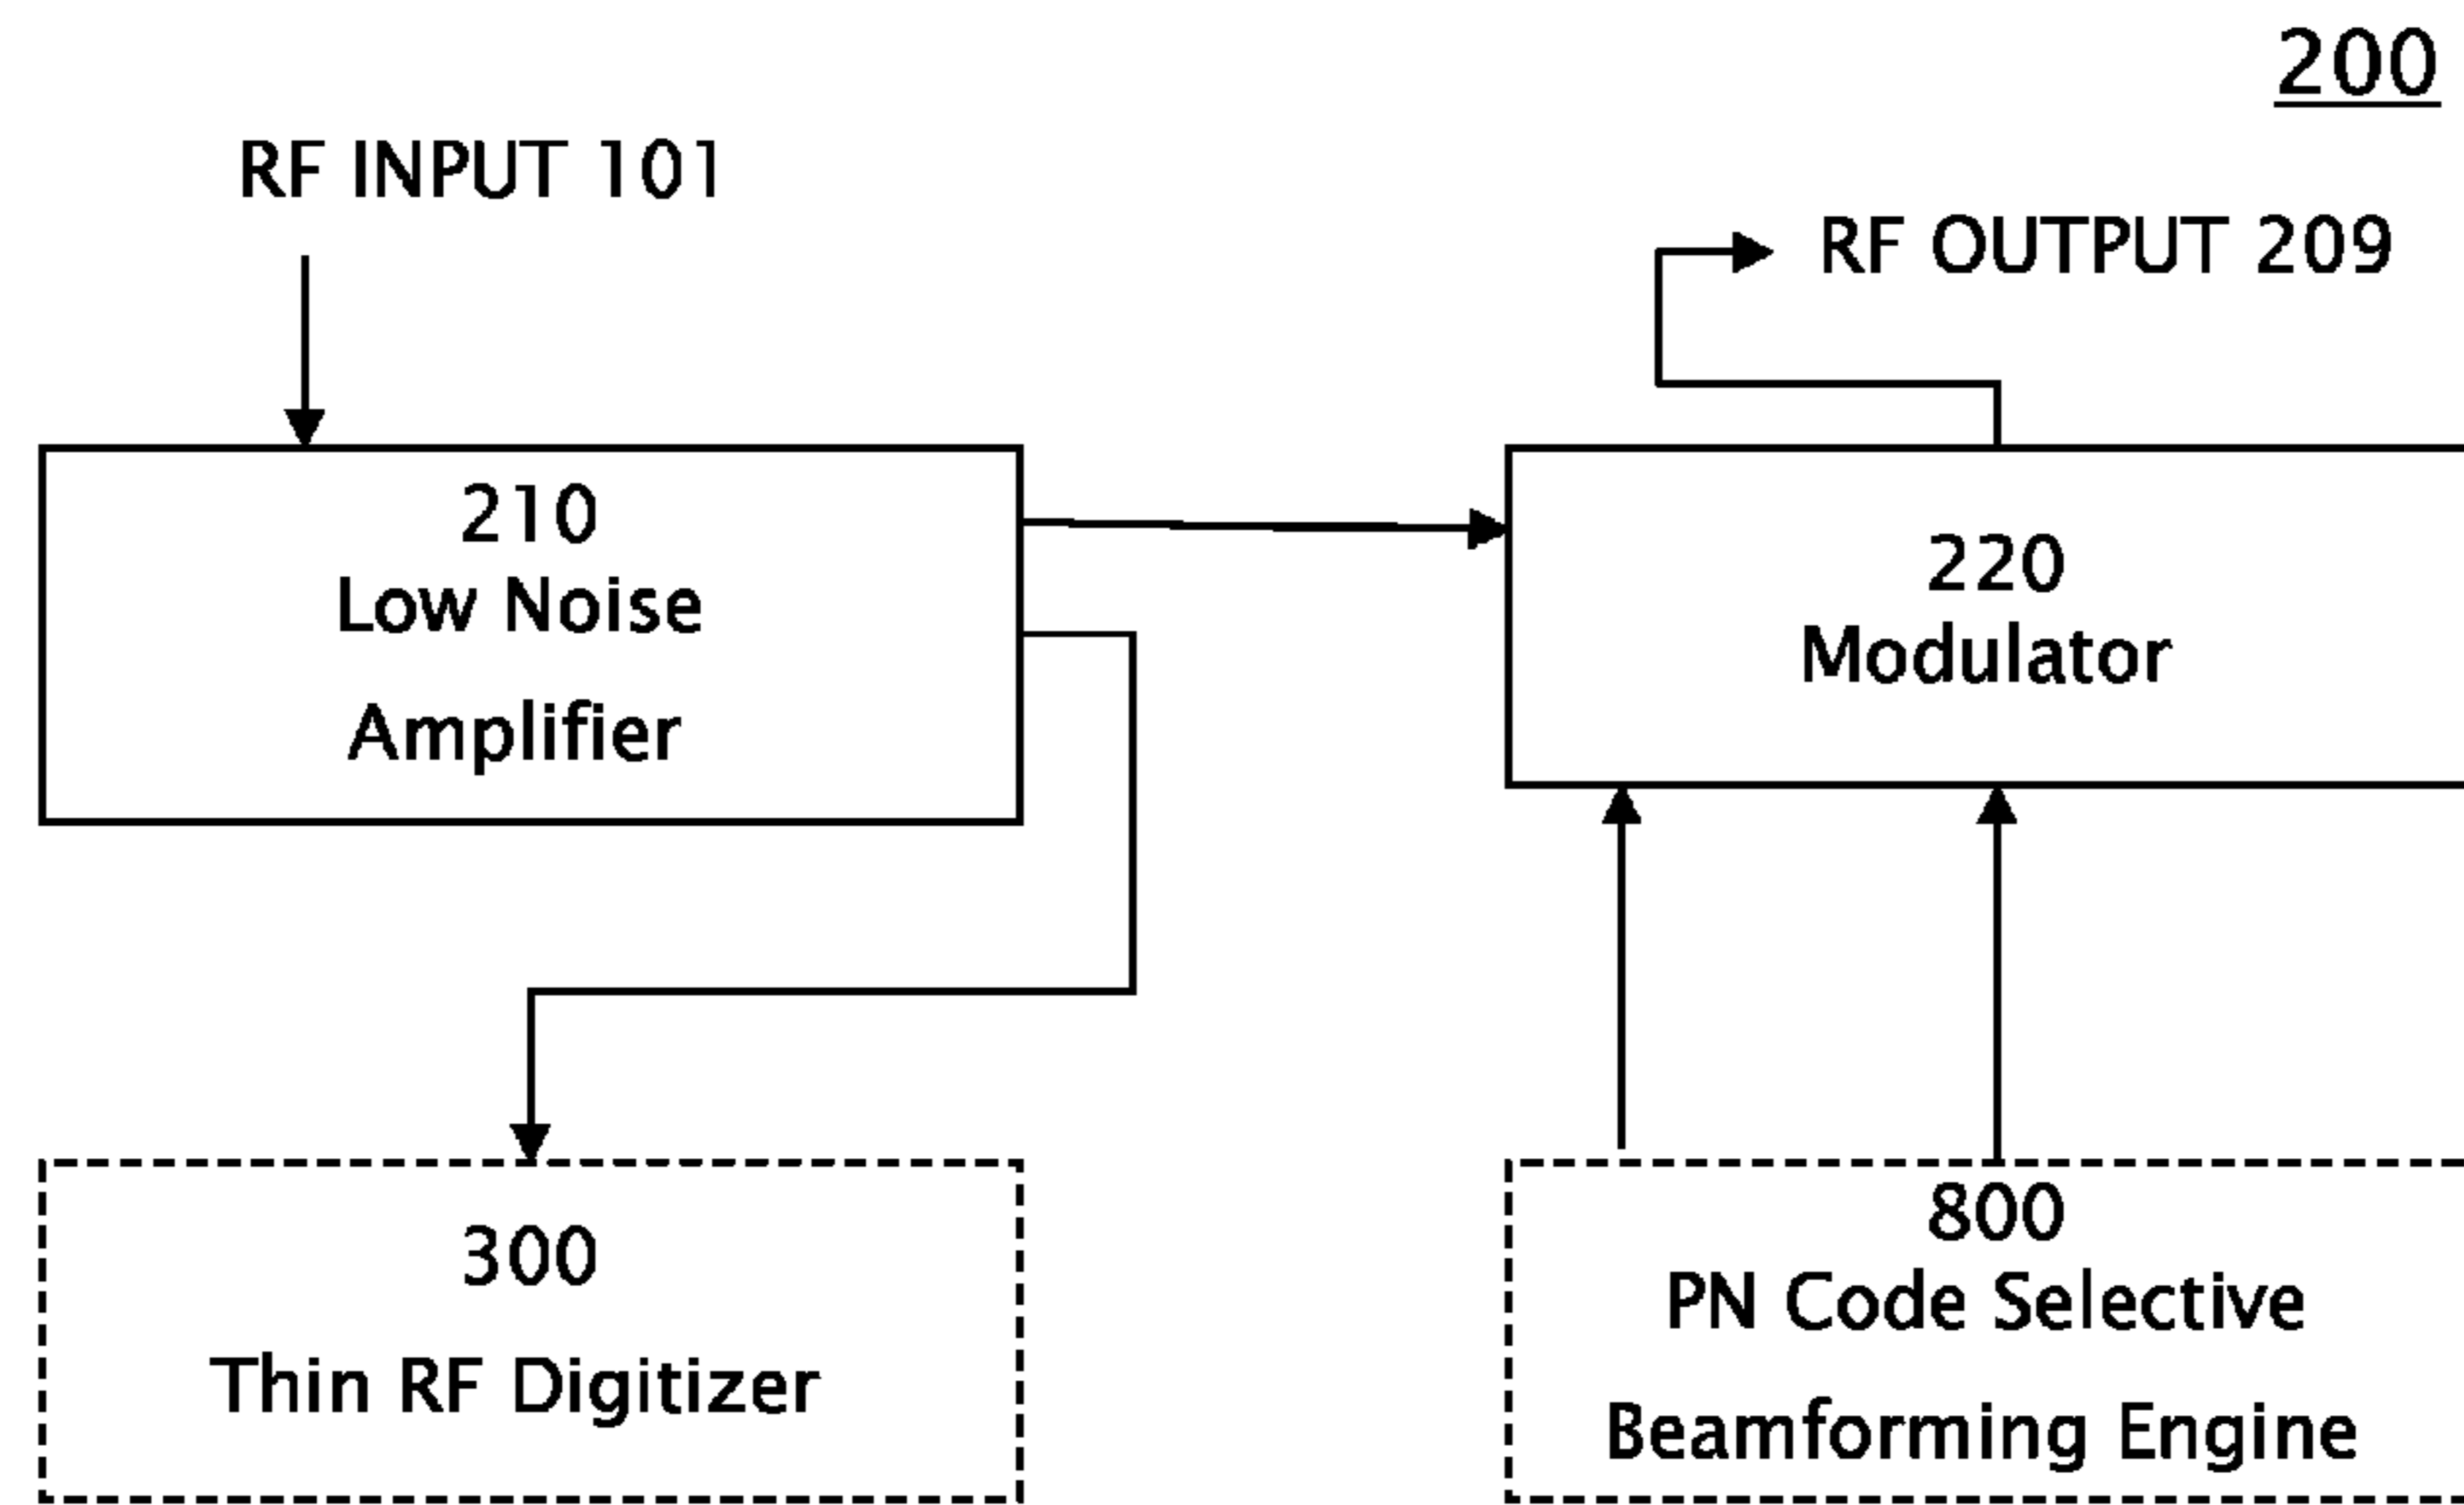 200
RF INPUT 101
RF OUTPUT 209
210
Low Noise
Amplifier
220
Modulator
300
Thin RF Digitizer
800
PN Code Selective
Beamforming Engine